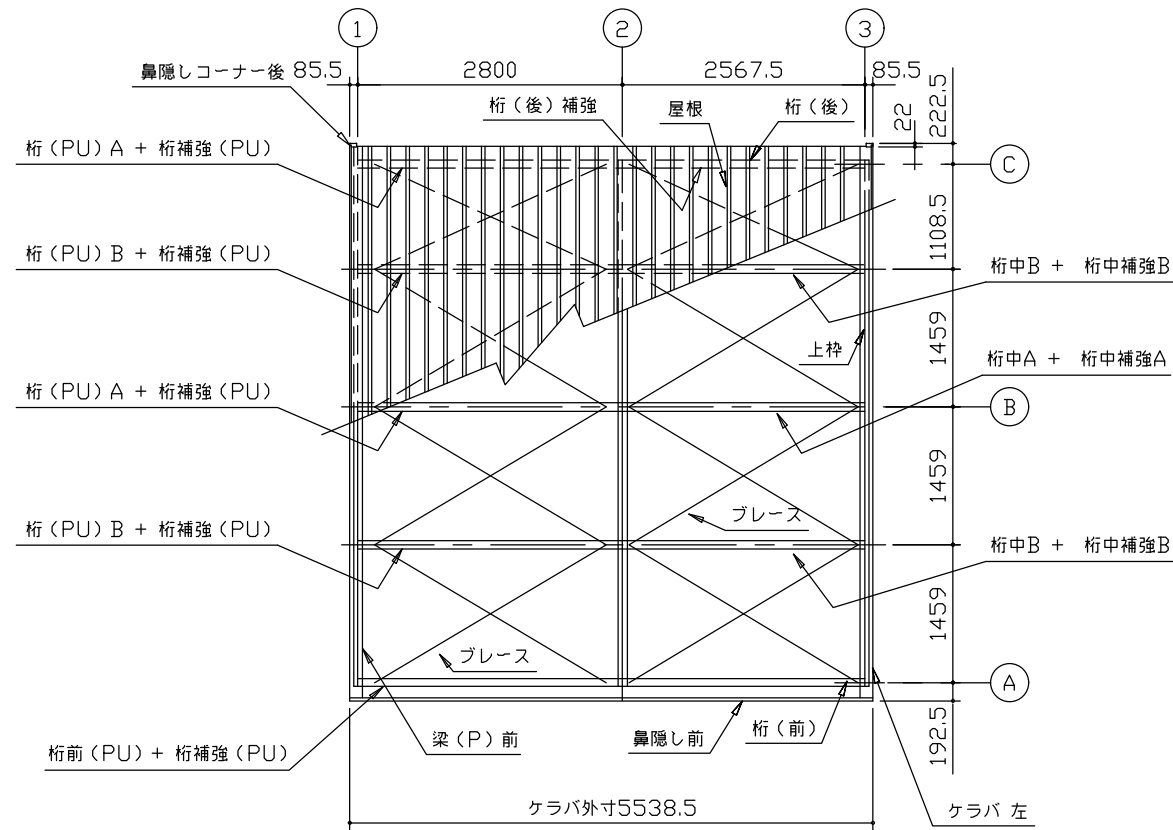 1
2
3
鼻隠しコーナー後
85.5
2800
2567.5
85.5
222.5
22
桁(後)補強
屋根
桁(後)
桁(PU)A + 桁補強(PU)
C
1108.5
桁(PU)B + 桁補強(PU)
桁中B + 桁中補強B
1459
上枠
桁中A + 桁中補強A
桁(PU)A + 桁補強(PU)
B
1459
ブレース
桁(PU)B + 桁補強(PU)
桁中B + 桁中補強B
1459
ブレース
A
192.5
桁前(PU)+ 桁補強(PU)
梁(P)前
鼻隠し前
桁(前)
ケラバ外寸5538.5
ケラバ 左